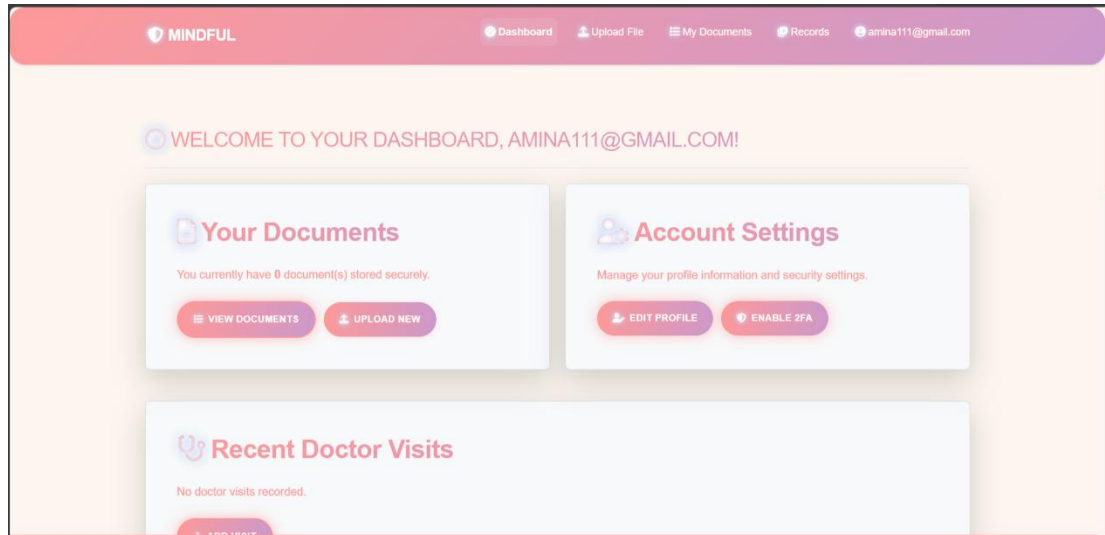 MINDFUL
Dashboard Upload File My Documents Records amina111@gmail.com
WELCOME TO YOUR DASHBOARD, AMINA111@GMAIL.COM!
Your Documents
You currently have 0 document(s) stored securely.
VIEW DOCUMENTS UPLOAD NEW
Account Settings
Manage your profile information and security settings.
EDIT PROFILE ENABLE 2FA
Recent Doctor Visits
No doctor visits recorded.
ADD VISIT